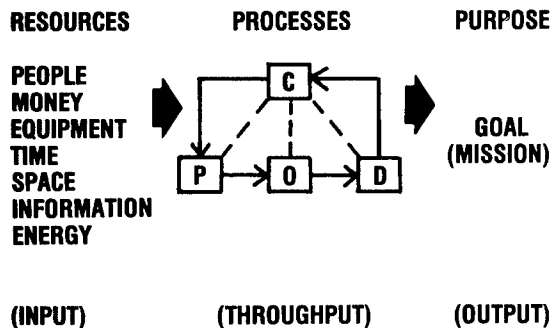 RESOURCES PROCESSES PURPOSE
PEOPLE
MONEY
EQUIPMENT
TIME
SPACE
INFORMATION
ENERGY
C
P O D
GOAL
(MISSION)
(INPUT) (THROUGHPUT) (OUTPUT)